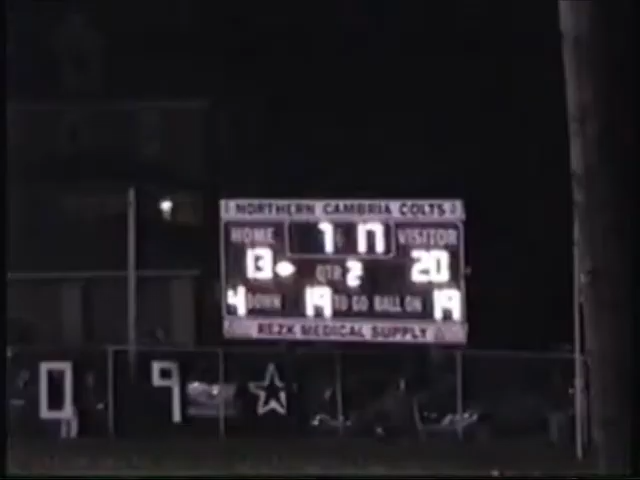 NORTHERN CAMBRIA COLTS
HOME 7:17 VISITOR
13 QTR 2 20
4 DOWN 19 TO GO BALL ON 19
REZK MEDICAL SUPPLY
0 9